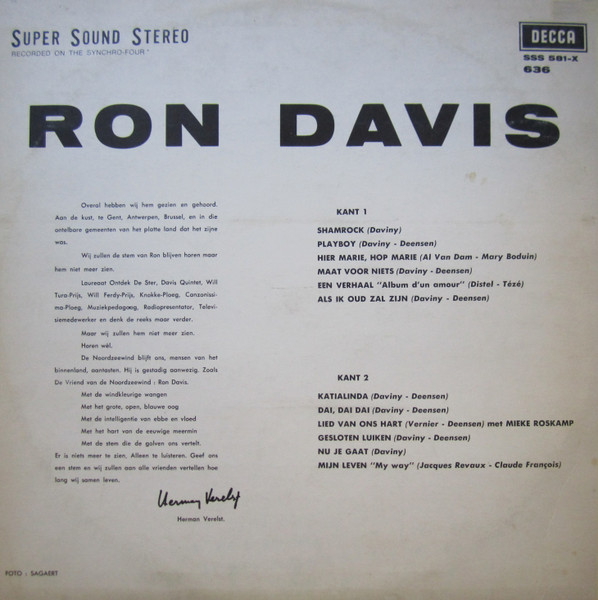 SUPER SOUND STEREO
RECORDED ON THE SYNCHRO-FOUR"
DECCA
SSS 581-X
636
RON DAVIS
Overal hebben wij hem gezien en gehoord.
Aan de kust, te Gent, Antwerpen, Brussel, en in die
ontelbare gemeenten van het platte land dat het zijne
was.
Wij zullen de stem van Ron blijven horen maar
hem niet meer zien.
Laureaat Ontdek De Ster, Davis Quintet, Will
Tura-Prijs, Will Ferdy-Prijs, Knokke-Ploeg, Canzonissi-
ma-Ploeg, Muziekpedagoog, Radiopresentator, Televi-
siemedewerker en denk de reeks maar verder.
Maar wij zullen hem niet meer zien.
Horen wèl.
De Noordzeewind blijft ons, mensen van het
binnenland, aantasten. Hij is gestadig aanwezig. Zoals
De Vriend van de Noordzeewind : Ron Davis.
Met de windkleurige wangen
Met het grote, open, blauwe oog
Met de intelligentie van ebbe en vloed
Met het hart van de eeuwige meermin
Met de stem die de golven ons vertelt.
Er is niets meer te zien. Alleen te luisteren. Geef ons
een stem en wij zullen aan alle vrienden vertellen hoe
lang wij samen leven.
Herman Verelst
Herman Verelst.
KANT 1
SHAMROCK (Daviny)
PLAYBOY (Daviny - Deensen)
HIER MARIE, HOP MARIE (Al Van Dam - Mary Boduin)
MAAT VOOR NIETS (Daviny - Deensen)
EEN VERHAAL "Album d'un amour" (Distel - Tézé)
ALS IK OUD ZAL ZIJN (Daviny - Deensen)
KANT 2
KATIALINDA (Daviny - Deensen)
DAI, DAI DAI (Daviny - Deensen)
LIED VAN ONS HART (Vernier - Deensen) met MIEKE ROSKAMP
GESLOTEN LUIKEN (Daviny - Deensen)
NU JE GAAT (Daviny)
MIJN LEVEN "My way" (Jacques Revaux - Claude François)
FOTO : SAGAERT